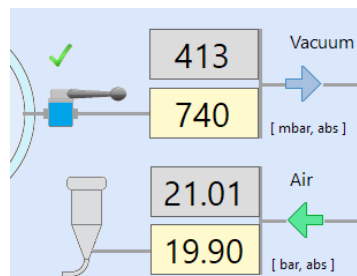 413
Vacuum
740
[ mbar, abs ]
21.01
Air
19.90
[ bar, abs ]